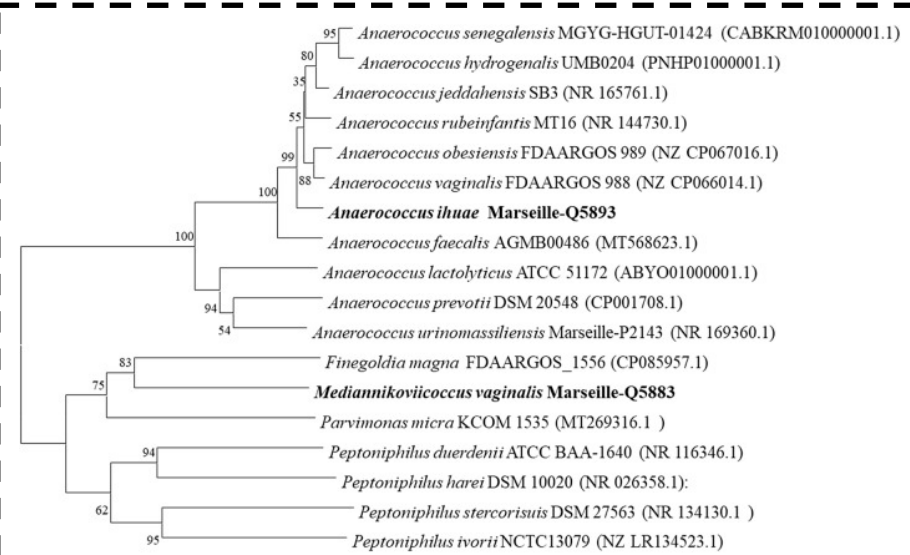 95 Anaerococcus senegalensis MGYG-HGUT-01424 (CABKRM010000001.1)
80
Anaerococcus hydrogenalis UMB0204 (PNHP01000001.1)
35
Anaerococcus jeddahensis SB3 (NR 165761.1)
55 Anaerococcus rubeinfantis MT16 (NR 144730.1)
Anaerococcus obesiensis FDAARGOS 989 (NZ CP067016.1)
99
88 Anaerococcus vaginalis FDAARGOS 988 (NZ CP066014.1)
100
Anaerococcus ihuae Marseille-Q5893
100 Anaerococcus faecalis AGMB00486 (MT568623.1)
Anaerococcus lactolyticus ATCC 51172 (ABYO01000001.1)
94 Anaerococcus prevotii DSM 20548 (CP001708.1)
54 Anaerococcus urinomassiliensis Marseille-P2143 (NR 169360.1)
83 Finegoldia magna FDAARGOS_1556 (CP085957.1)
75
Mediannikoviicoccus vaginalis Marseille-Q5883
Parvimonas micra KCOM 1535 (MT269316.1 )
94 Peptoniphilus duerdenii ATCC BAA-1640 (NR 116346.1)
Peptoniphilus harei DSM 10020 (NR 026358.1):
62 Peptoniphilus stercorisuis DSM 27563 (NR 134130.1 )
95 Peptoniphilus ivorii NCTC13079 (NZ LR134523.1)